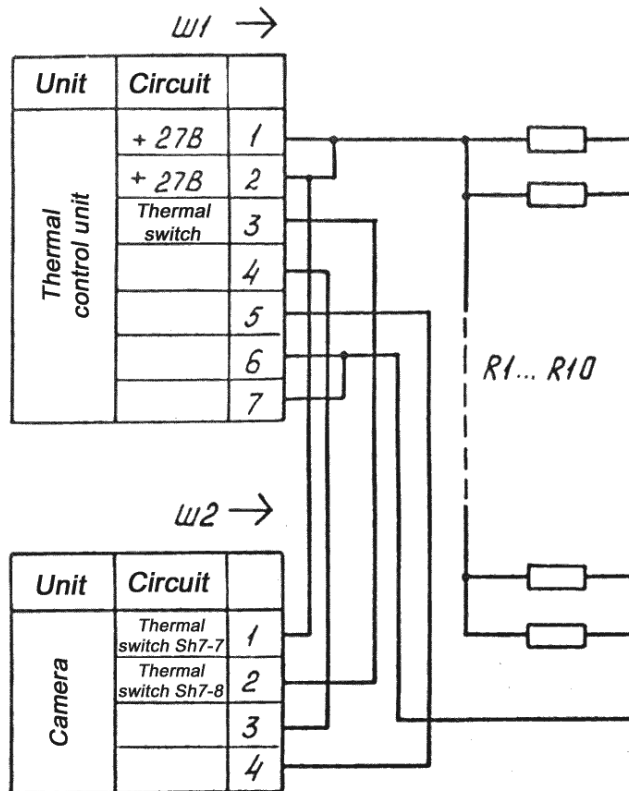 Ш1
Unit Circuit
+ 27В 1
+ 27В 2
Thermal
switch 3
4
5
6
7
Thermal
control unit
R1... R10
Ш2
Unit Circuit
Thermal
switch Sh7-7 1
Thermal
switch Sh7-8 2
3
4
Camera